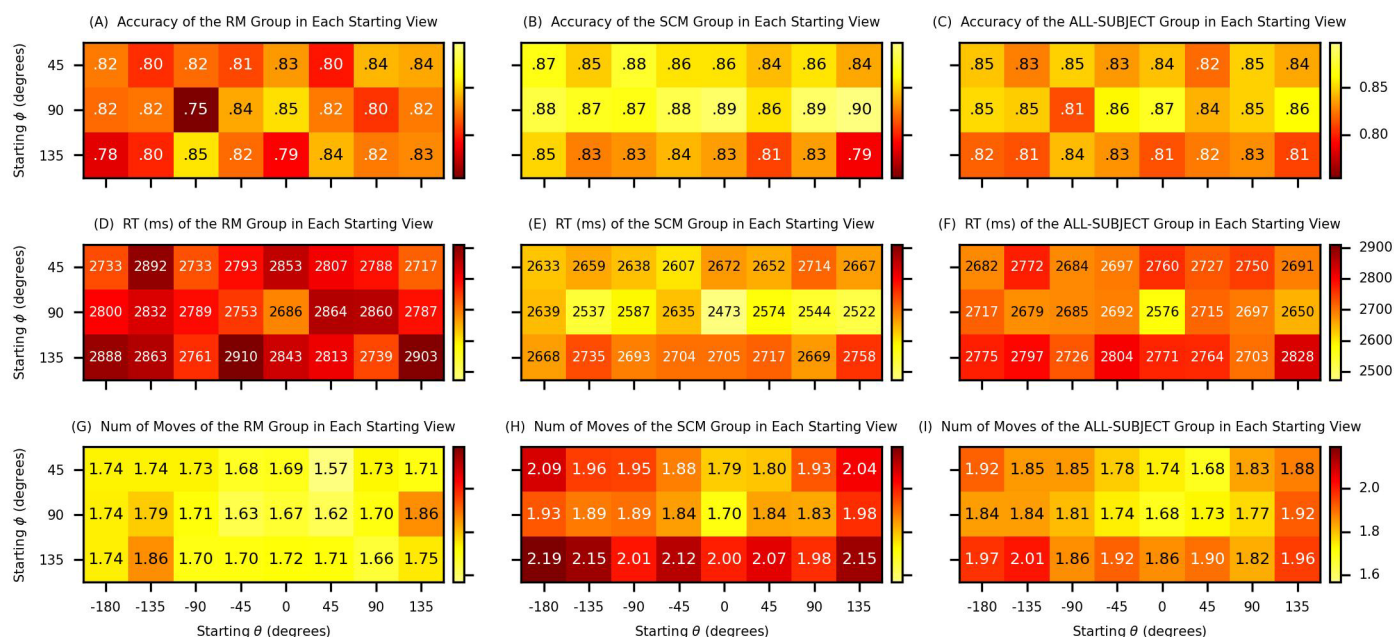 (A) Accuracy of the RM Group in Each Starting View
(B) Accuracy of the SCM Group in Each Starting View
(C) Accuracy of the ALL-SUBJECT Group in Each Starting View
Starting ϕ (degrees)
45 .82 .80 .82 .81 .83 .80 .84 .84
90 .82 .82 .75 .84 .85 .82 .80 .82
135 .78 .80 .85 .82 .79 .84 .82 .83
.87 .85 .88 .86 .86 .84 .86 .84
.88 .87 .87 .88 .89 .86 .89 .90
.85 .83 .83 .84 .83 .81 .83 .79
.85 .83 .85 .83 .84 .82 .85 .84
.85 .85 .81 .86 .87 .84 .85 .86
.82 .81 .84 .83 .81 .82 .83 .81
0.85
0.80
(D) RT (ms) of the RM Group in Each Starting View
(E) RT (ms) of the SCM Group in Each Starting View
(F) RT (ms) of the ALL-SUBJECT Group in Each Starting View
Starting ϕ (degrees)
45 2733 2892 2733 2793 2853 2807 2788 2717
90 2800 2832 2789 2753 2686 2864 2860 2787
135 2888 2863 2761 2910 2843 2813 2739 2903
2633 2659 2638 2607 2672 2652 2714 2667
2639 2537 2587 2635 2473 2574 2544 2522
2668 2735 2693 2704 2705 2717 2669 2758
2682 2772 2684 2697 2760 2727 2750 2691
2717 2679 2685 2692 2576 2715 2697 2650
2775 2797 2726 2804 2771 2764 2703 2828
2900
2800
2700
2600
2500
(G) Num of Moves of the RM Group in Each Starting View
(H) Num of Moves of the SCM Group in Each Starting View
(I) Num of Moves of the ALL-SUBJECT Group in Each Starting View
Starting ϕ (degrees)
45 1.74 1.74 1.73 1.68 1.69 1.57 1.73 1.71
90 1.74 1.79 1.71 1.63 1.67 1.62 1.70 1.86
135 1.74 1.86 1.70 1.70 1.72 1.71 1.66 1.75
2.09 1.96 1.95 1.88 1.79 1.80 1.93 2.04
1.93 1.89 1.89 1.84 1.70 1.84 1.83 1.98
2.19 2.15 2.01 2.12 2.00 2.07 1.98 2.15
1.92 1.85 1.85 1.78 1.74 1.68 1.83 1.88
1.84 1.84 1.81 1.74 1.68 1.73 1.77 1.92
1.97 2.01 1.86 1.92 1.86 1.90 1.82 1.96
2.0
1.8
1.6
-180 -135 -90 -45 0 45 90 135
-180 -135 -90 -45 0 45 90 135
-180 -135 -90 -45 0 45 90 135
Starting θ (degrees)
Starting θ (degrees)
Starting θ (degrees)